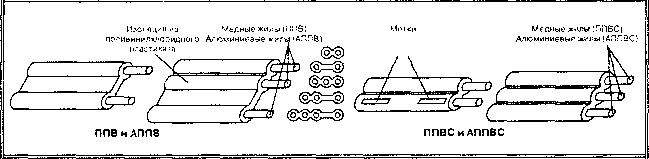 Изоляция из
поливинилхлоридного
пластиката
Медные жилы (ППВ)
Алюминиевые жилы (АППВ)
Метки
Медные жилы (ППВС)
Алюминиевые жилы (АППВС)
ППВ и АППВ
ППВС и АППВС